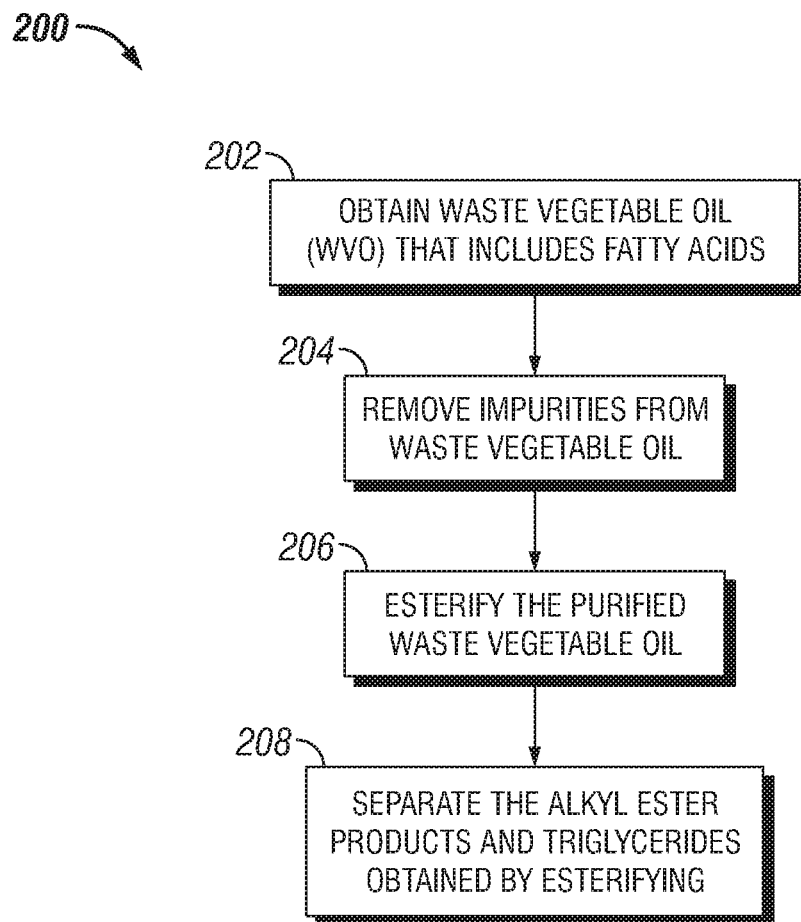 200
202
OBTAIN WASTE VEGETABLE OIL
(WVO) THAT INCLUDES FATTY ACIDS
204
REMOVE IMPURITIES FROM
WASTE VEGETABLE OIL
206
ESTERIFY THE PURIFIED
WASTE VEGETABLE OIL
208
SEPARATE THE ALKYL ESTER
PRODUCTS AND TRIGLYCERIDES
OBTAINED BY ESTERIFYING